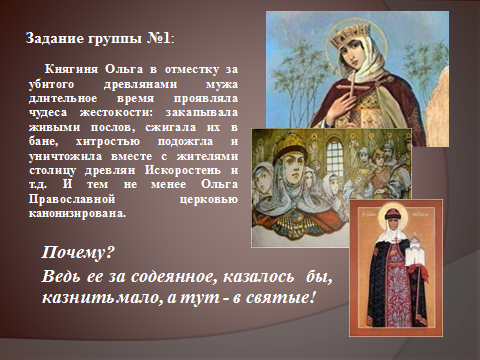 Задание группы №1:
Княгиня Ольга в отместку за
убитого древлянами мужа
длительное время проявляла
чудеса жестокости: закапывала
живыми послов, сжигала их в
бане, хитростью подожгла и
уничтожила вместе с жителями
столицу древлян Искоростень и
т.д. И тем не менее Ольга
Православной церковью
канонизирована.
Почему?
Ведь ее за содеянное, казалось бы,
казнить мало, а тут - в святые!